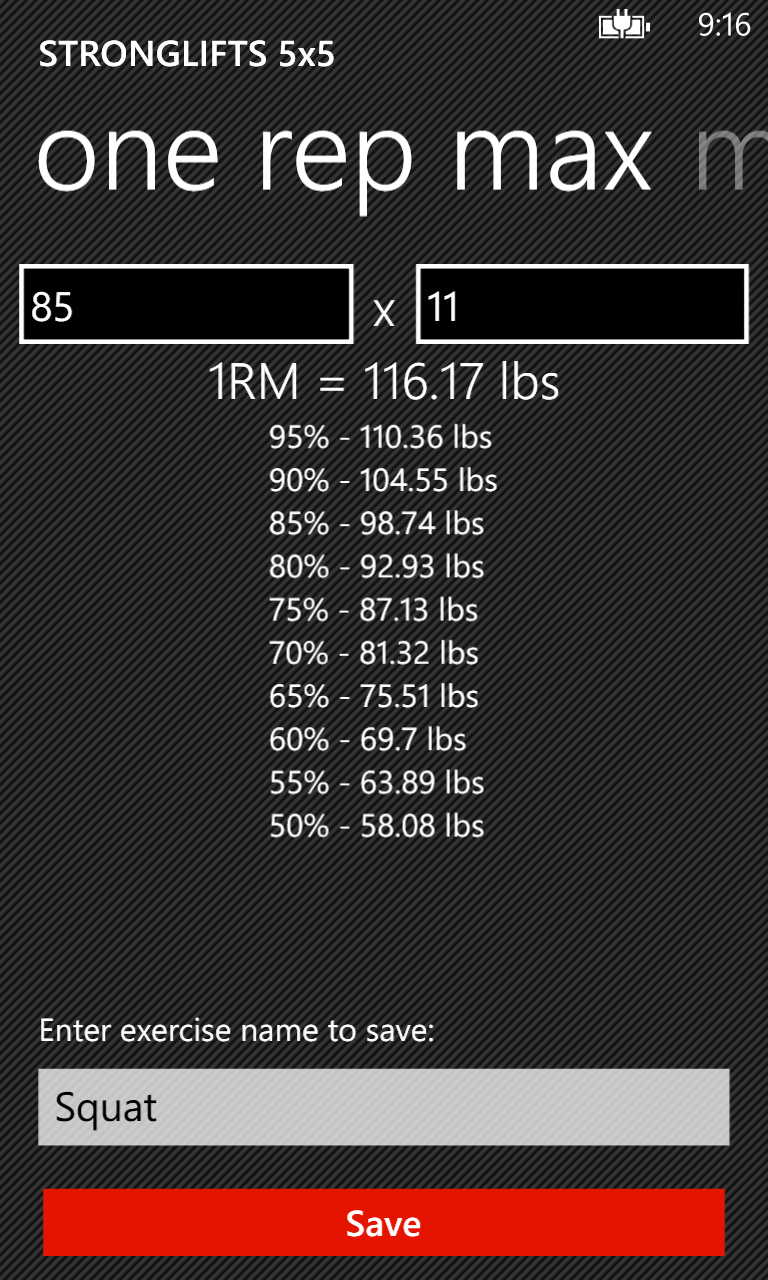 9:16
STRONGLIFTS 5x5
one rep max m
85 x 11
1RM = 116.17 lbs
95% - 110.36 lbs
90% - 104.55 lbs
85% - 98.74 lbs
80% - 92.93 lbs
75% - 87.13 lbs
70% - 81.32 lbs
65% - 75.51 lbs
60% - 69.7 lbs
55% - 63.89 lbs
50% - 58.08 lbs
Enter exercise name to save:
Squat
Save